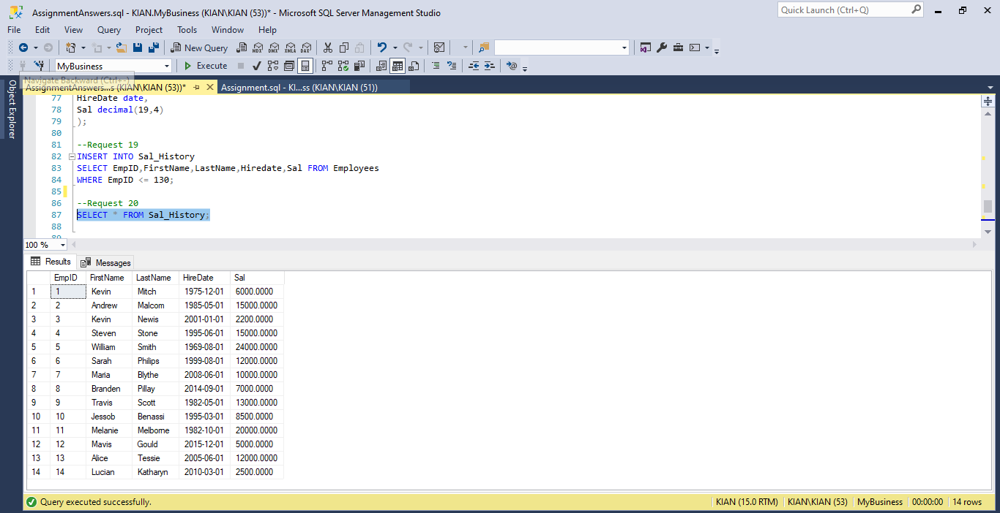 AssignmentAnswers.sql - KIAN.MyBusiness (KIAN\KIAN (53))* - Microsoft SQL Server Management Studio
Quick Launch (Ctrl+Q)
File Edit View Query Project Tools Window Help
New Query MDX DMX XMLA DAX
MyBusiness Execute
Navigate Backward (Ctrl+-)
AssignmentAnswers...s (KIAN\KIAN (53))* Assignment.sql - KI...ss (KIAN\KIAN (51))
Object Explorer
77 HireDate date,
78 Sal decimal(19,4)
79 );
80
81 --Request 19
82 INSERT INTO Sal_History
83 SELECT EmpID,FirstName,LastName,Hiredate,Sal FROM Employees
84 WHERE EmpID <= 130;
85
86 --Request 20
87 SELECT * FROM Sal_History;
88
89
100 %
Results Messages
EmpID FirstName LastName HireDate Sal
1 1 Kevin Mitch 1975-12-01 6000.0000
2 2 Andrew Malcom 1985-05-01 15000.0000
3 3 Kevin Newis 2001-01-01 2200.0000
4 4 Steven Stone 1995-06-01 15000.0000
5 5 William Smith 1969-08-01 24000.0000
6 6 Sarah Philips 1999-08-01 12000.0000
7 7 Maria Blythe 2008-06-01 10000.0000
8 8 Branden Pillay 2014-09-01 7000.0000
9 9 Travis Scott 1982-05-01 13000.0000
10 10 Jessob Benassi 1995-03-01 8500.0000
11 11 Melanie Melborne 1982-10-01 20000.0000
12 12 Mavis Gould 2015-12-01 5000.0000
13 13 Alice Tessie 2005-06-01 12000.0000
14 14 Lucian Katharyn 2010-03-01 2500.0000
Query executed successfully. KIAN (15.0 RTM) KIAN\KIAN (53) MyBusiness 00:00:00 14 rows